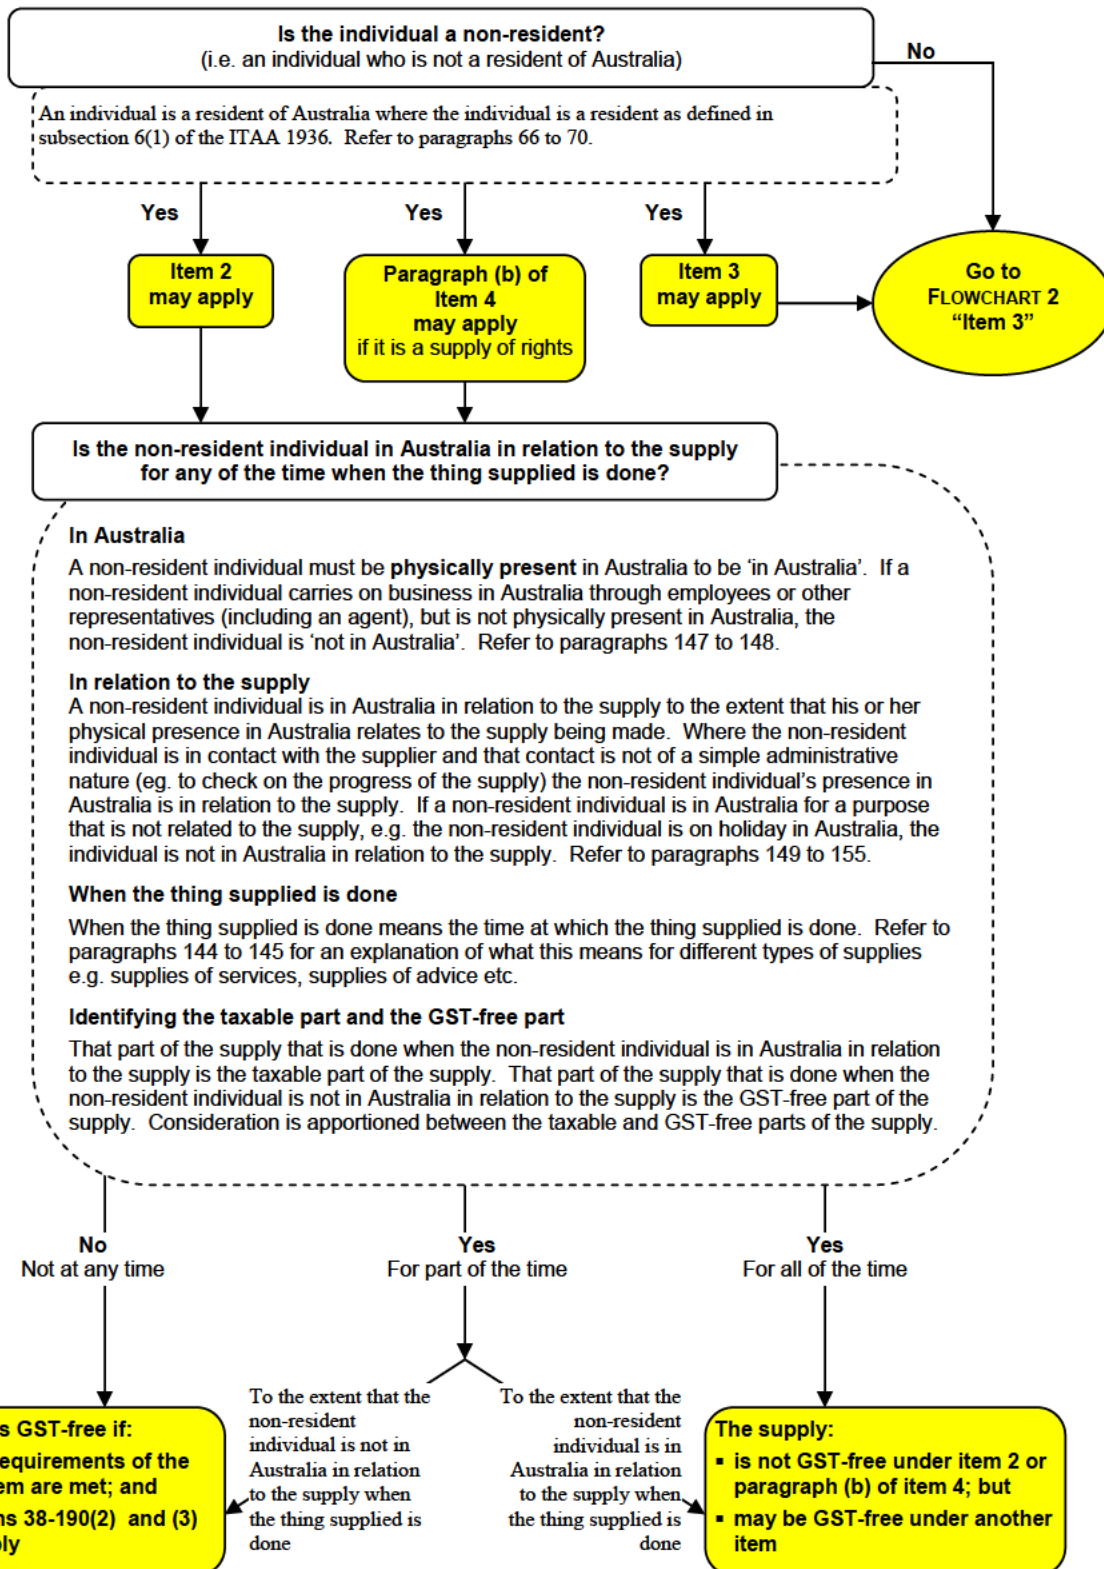 Is the individual a non-resident?
(i.e. an individual who is not a resident of Australia)
No
An individual is a resident of Australia where the individual is a resident as defined in
subsection 6(1) of the ITAA 1936.  Refer to paragraphs 66 to 70.
Yes
Yes
Yes
Item 2
may apply
Paragraph (b) of
Item 4
may apply
if it is a supply of rights
Item 3
may apply
Go to
FLOWCHART 2
“Item 3”
Is the non-resident individual in Australia in relation to the supply
for any of the time when the thing supplied is done?
In Australia
A non-resident individual must be physically present in Australia to be ‘in Australia’.  If a
non-resident individual carries on business in Australia through employees or other
representatives (including an agent), but is not physically present in Australia, the
non-resident individual is ‘not in Australia’.  Refer to paragraphs 147 to 148.
In relation to the supply
A non-resident individual is in Australia in relation to the supply to the extent that his or her
physical presence in Australia relates to the supply being made.  Where the non-resident
individual is in contact with the supplier and that contact is not of a simple administrative
nature (eg. to check on the progress of the supply) the non-resident individual’s presence in
Australia is in relation to the supply.  If a non-resident individual is in Australia for a purpose
that is not related to the supply, e.g. the non-resident individual is on holiday in Australia, the
individual is not in Australia in relation to the supply.  Refer to paragraphs 149 to 155.
When the thing supplied is done
When the thing supplied is done means the time at which the thing supplied is done.  Refer to
paragraphs 144 to 145 for an explanation of what this means for different types of supplies
e.g. supplies of services, supplies of advice etc.
Identifying the taxable part and the GST-free part
That part of the supply that is done when the non-resident individual is in Australia in relation
to the supply is the taxable part of the supply.  That part of the supply that is done when the
non-resident individual is not in Australia in relation to the supply is the GST-free part of the
supply.  Consideration is apportioned between the taxable and GST-free parts of the supply.
No
Not at any time
Yes
For part of the time
Yes
For all of the time
GST-free if:
requirements of the
are met; and
38-190(2)  and (3)
To the extent that the
non-resident
individual is not in
Australia in relation
to the supply when
the thing supplied is
done
To the extent that the
non-resident
individual is in
Australia in relation
to the supply when
the thing supplied is
done
The supply:
▪ is not GST-free under item 2 or
paragraph (b) of item 4; but
▪ may be GST-free under another
item